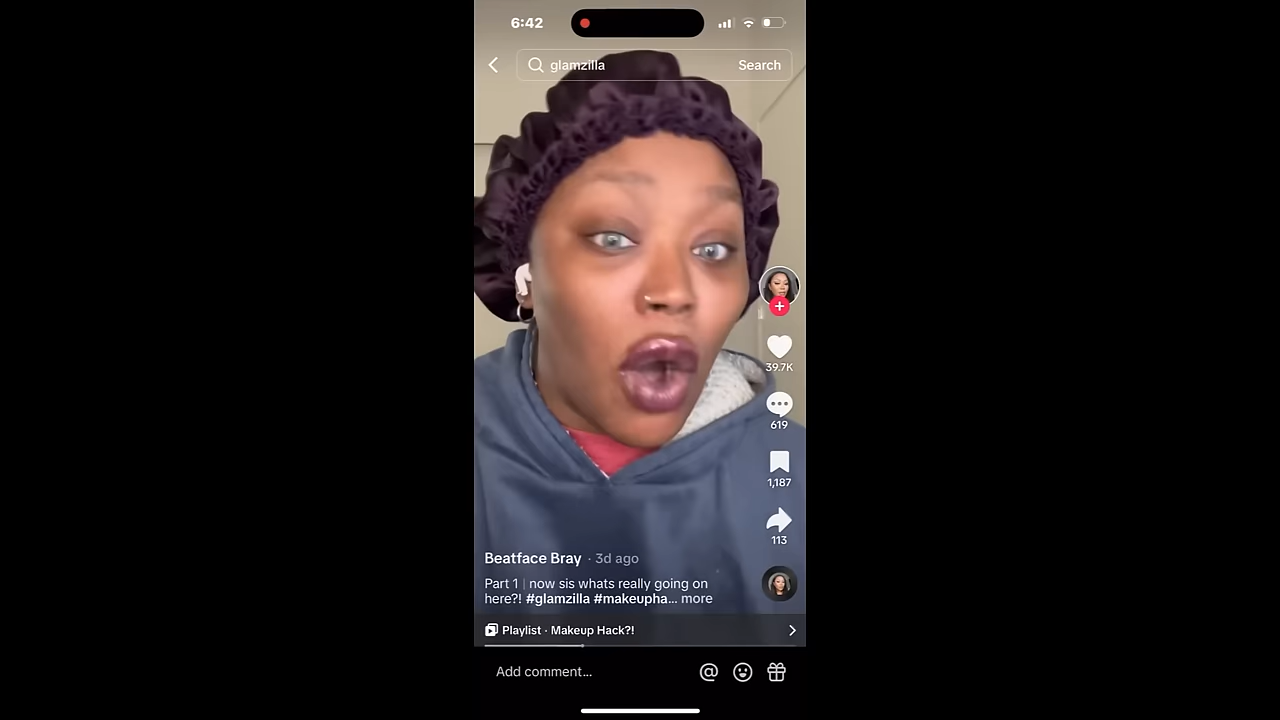 6:42
glamzilla
Search
39.7K
619
1,187
113
Beatface Bray · 3d ago
Part 1 | now sis whats really going on
here?! #glamzilla #makeupha... more
Playlist · Makeup Hack?!
Add comment...